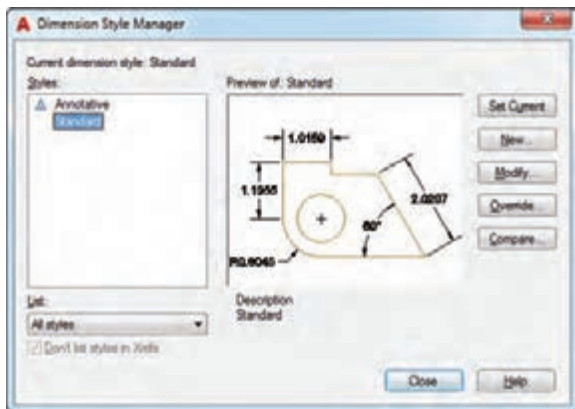 Dimension Style Manager
Current dimension style: Standard
Styles:
Annotative
Standard
Preview of: Standard
1.0159
1.1955
2.0207
60°
R0.8045
Set Current
New...
Modify...
Override...
Compare...
List:
All styles
Don't list styles in Xrefs
Description
Standard
Close
Help